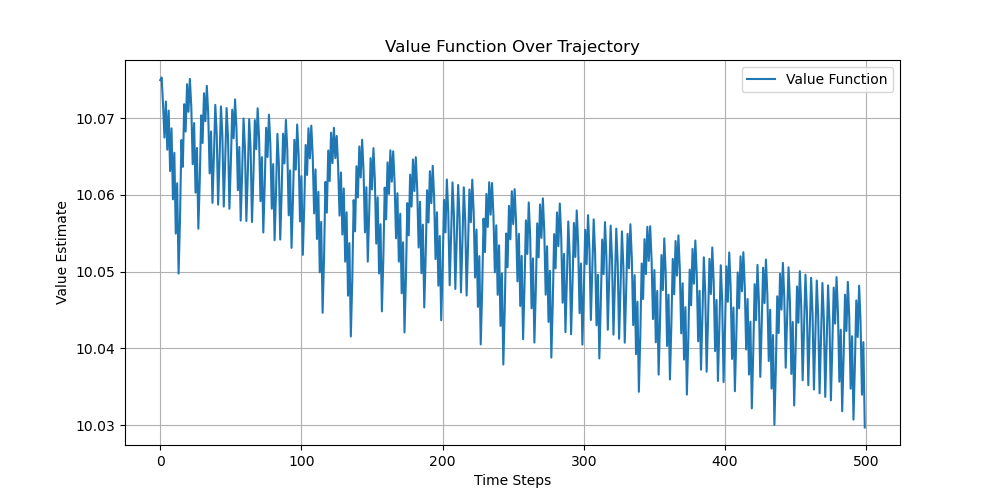 Value Function Over Trajectory
Value Function
10.07
10.06
10.05
10.04
10.03
Value Estimate
0 100 200 300 400 500
Time Steps